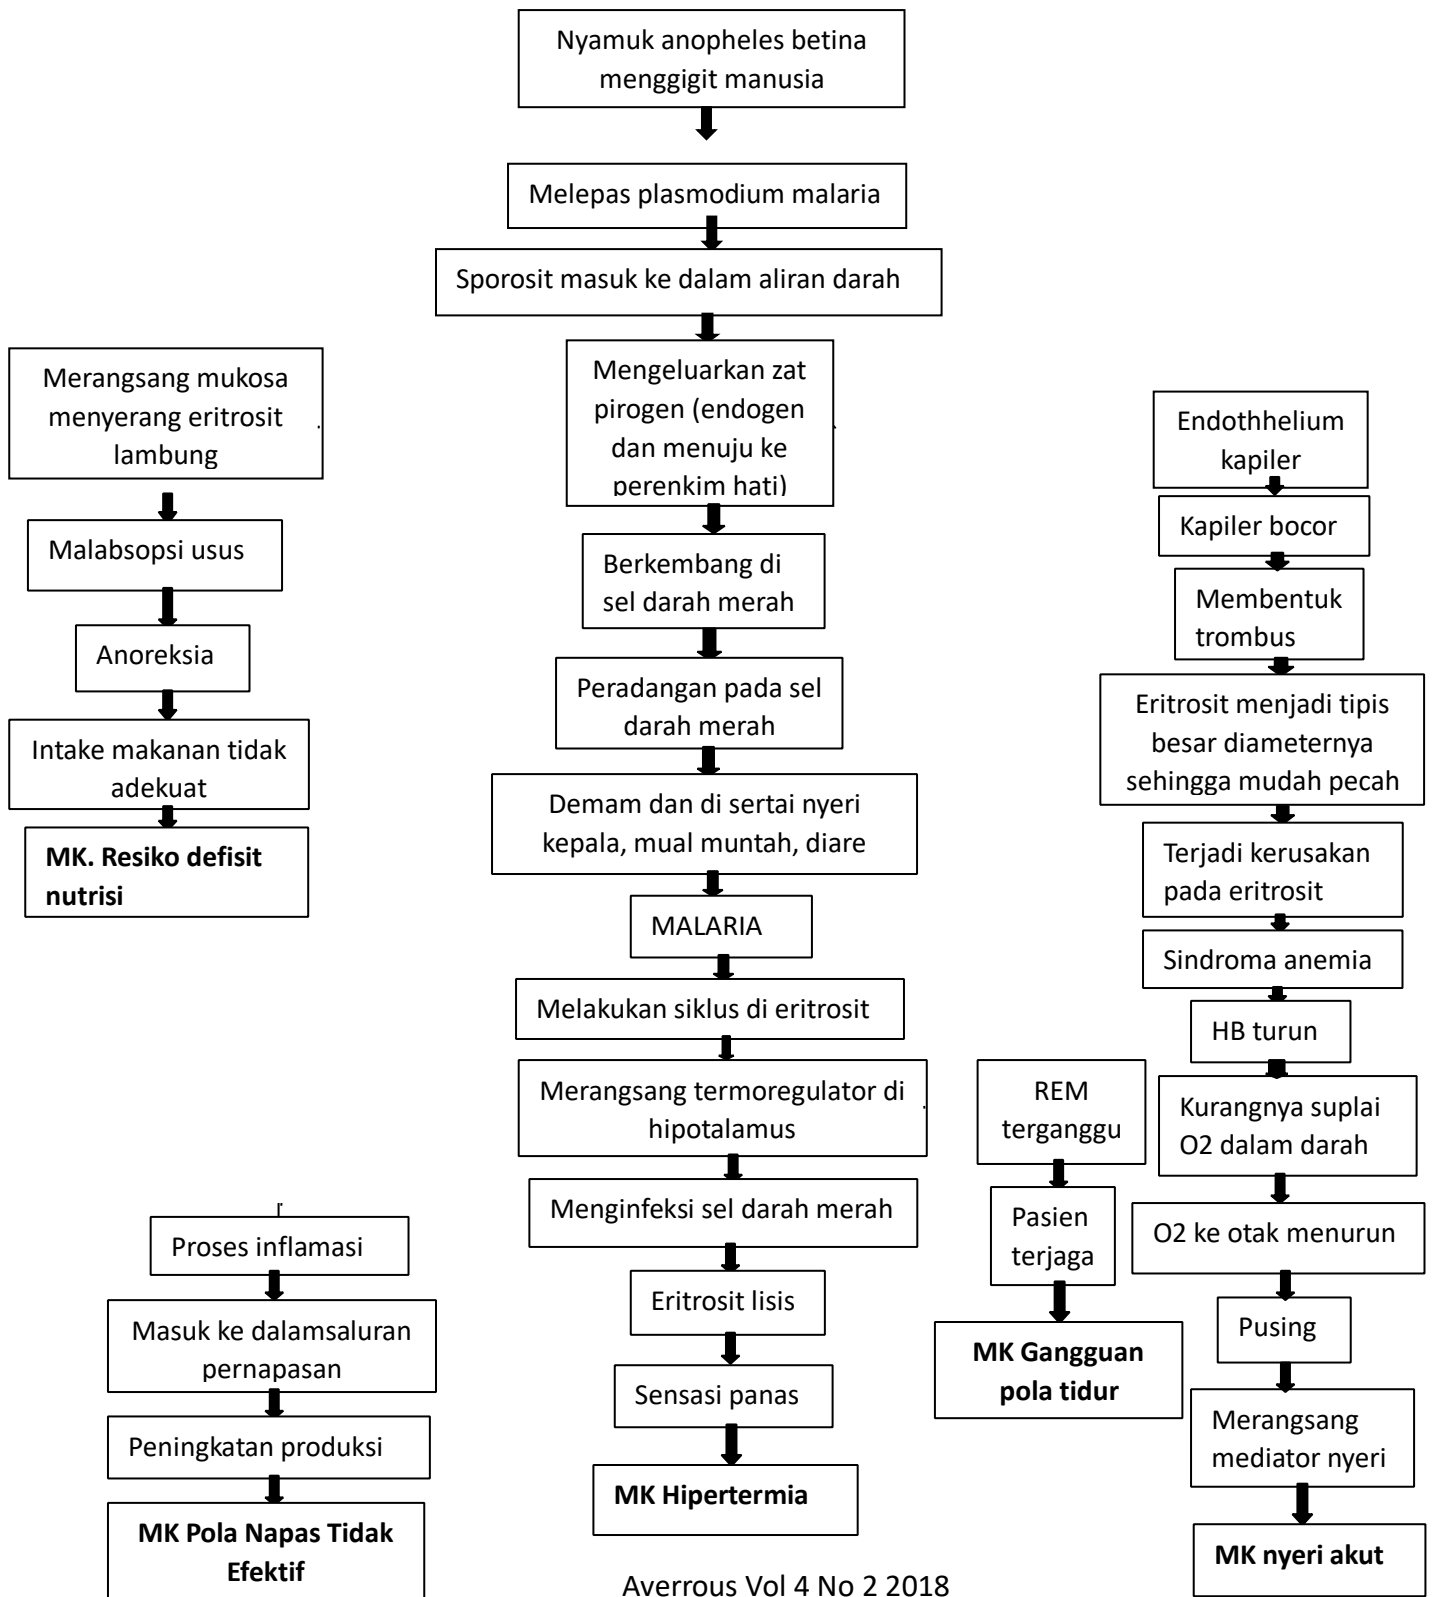 Nyamuk anopheles betina
menggigit manusia
Melepas plasmodium malaria
Sporosit masuk ke dalam aliran darah
Mengeluarkan zat
pirogen (endogen
dan menuju ke
perenkim hati)
Berkembang di
sel darah merah
Peradangan pada sel
darah merah
Demam dan di sertai nyeri
kepala, mual muntah, diare
MALARIA
Melakukan siklus di eritrosit
Merangsang termoregulator di
hipotalamus
Menginfeksi sel darah merah
Eritrosit lisis
Sensasi panas
MK Hipertermia
Merangsang mukosa
menyerang eritrosit
lambung
Malabsopsi usus
Anoreksia
Intake makanan tidak
adekuat
MK. Resiko defisit
nutrisi
Proses inflamasi
Masuk ke dalamsaluran
pernapasan
Peningkatan produksi
MK Pola Napas Tidak
Efektif
REM
terganggu
Pasien
terjaga
MK Gangguan
pola tidur
Endothhelium
kapiler
Kapiler bocor
Membentuk
trombus
Eritrosit menjadi tipis
besar diameternya
sehingga mudah pecah
Terjadi kerusakan
pada eritrosit
Sindroma anemia
HB turun
Kurangnya suplai
O2 dalam darah
O2 ke otak menurun
Pusing
Merangsang
mediator nyeri
MK nyeri akut
Averrous Vol 4 No 2 2018